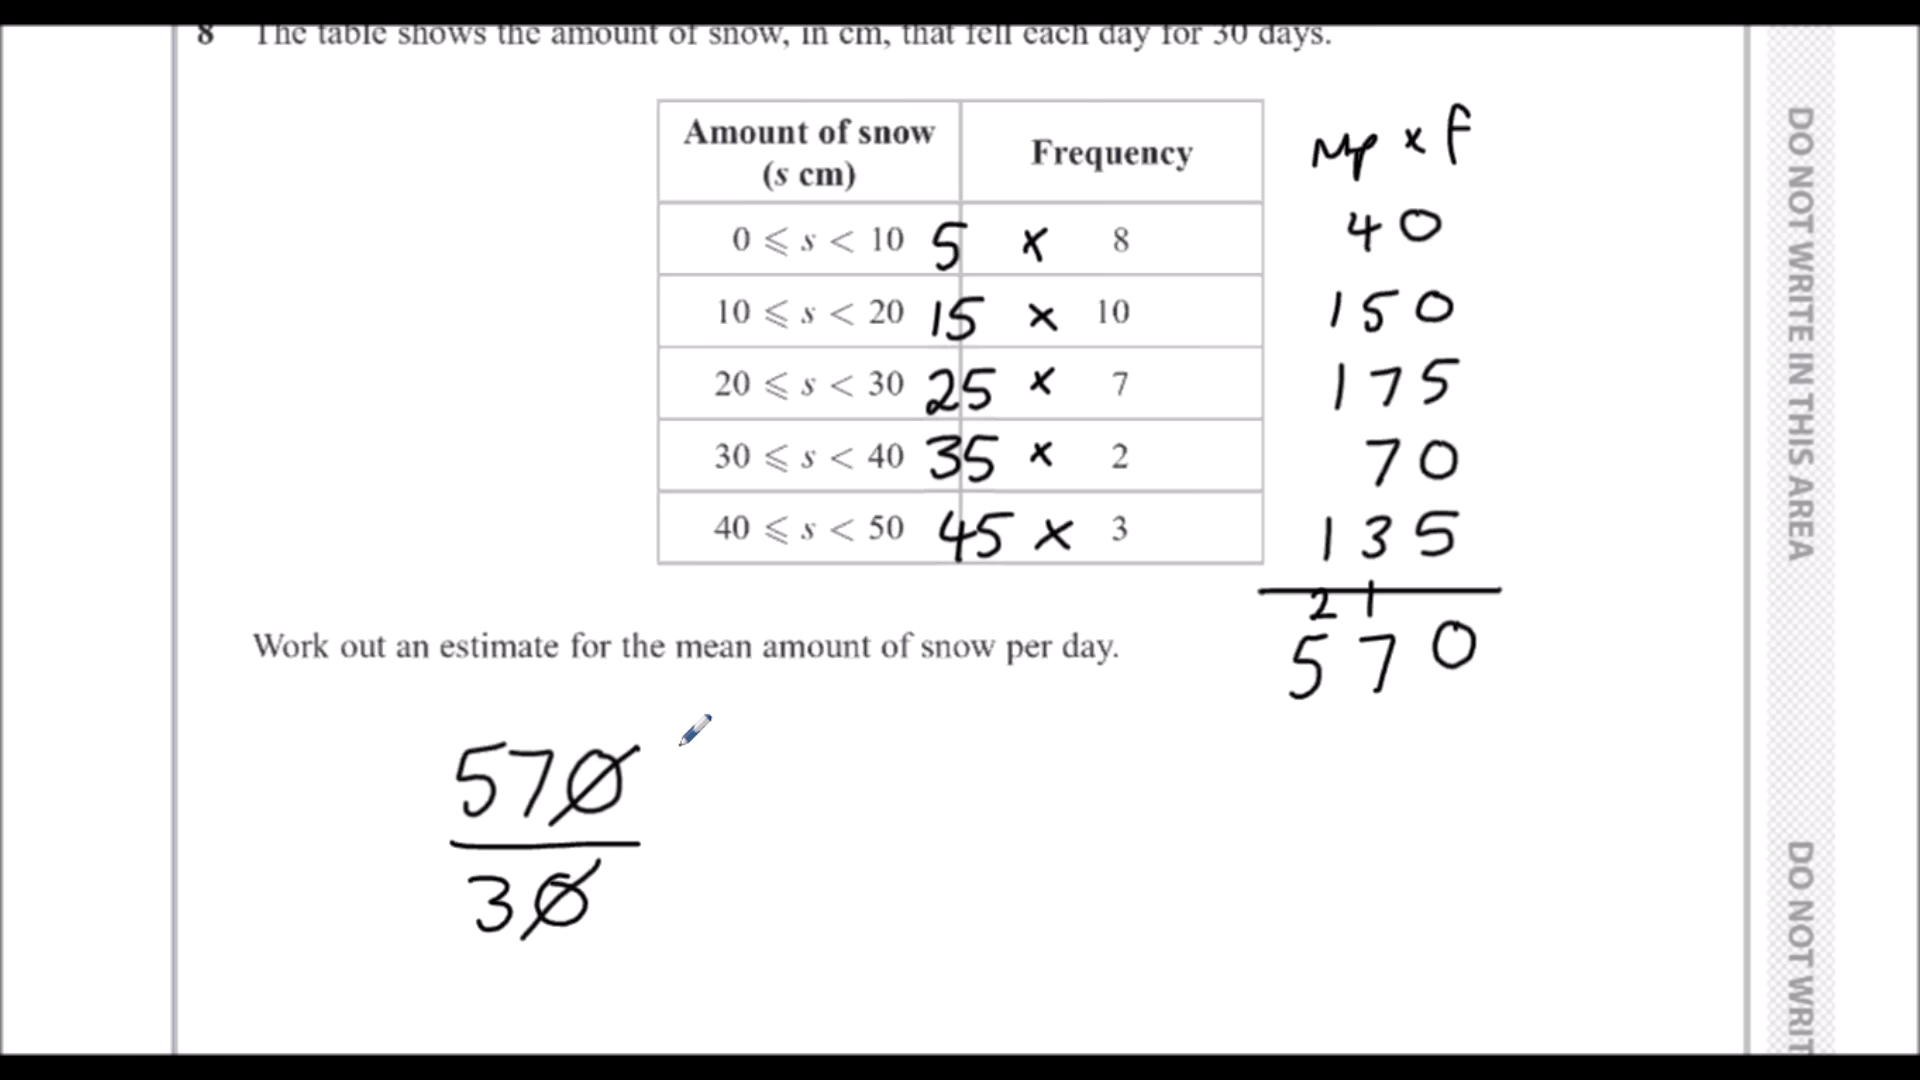 8 The table shows the amount of snow, in cm, that fell each day for 30 days.
Amount of snow (s cm) Frequency Mp × f
0 ⩽ s < 10 5 × 8 40
10 ⩽ s < 20 15 × 10 150
20 ⩽ s < 30 25 × 7 175
30 ⩽ s < 40 35 × 2 70
40 ⩽ s < 50 45 × 3 135
2 1
570
Work out an estimate for the mean amount of snow per day.
570
30
DO NOT WRITE IN THIS AREA
DO NOT WRIT